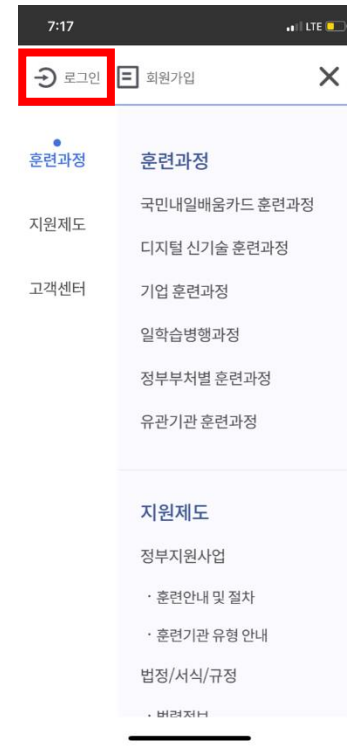 7:17 LTE
로그인 회원가입
훈련과정
지원제도
고객센터
훈련과정
국민내일배움카드 훈련과정
디지털 신기술 훈련과정
기업 훈련과정
일학습병행과정
정부부처별 훈련과정
유관기관 훈련과정
지원제도
정부지원사업
· 훈련안내 및 절차
· 훈련기관 유형 안내
법정/서식/규정